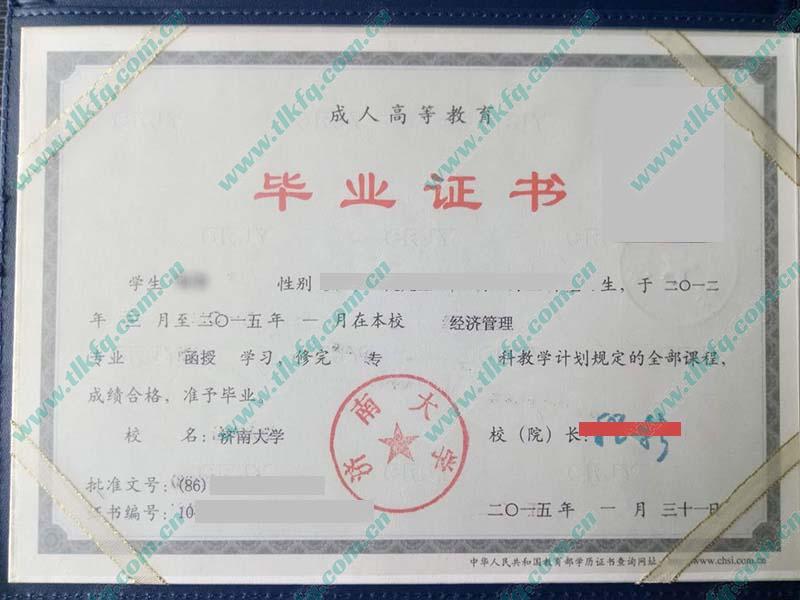 成人高等教育
毕业证书
学生 性别 生，于二〇一二
年三月至二〇一五年一月在本校 经济管理
专业 函授 学习，修完 专 科教学计划规定的全部课程，
成绩合格，准予毕业。
校 名：济南大学 校（院）长：
济南大学
批准文号：(86)
证书编号：10
二〇一五年 一月 三十一日
中华人民共和国教育部学历证书查询网址：http://www.chsi.com.cn
www.tlkfq.com.cn